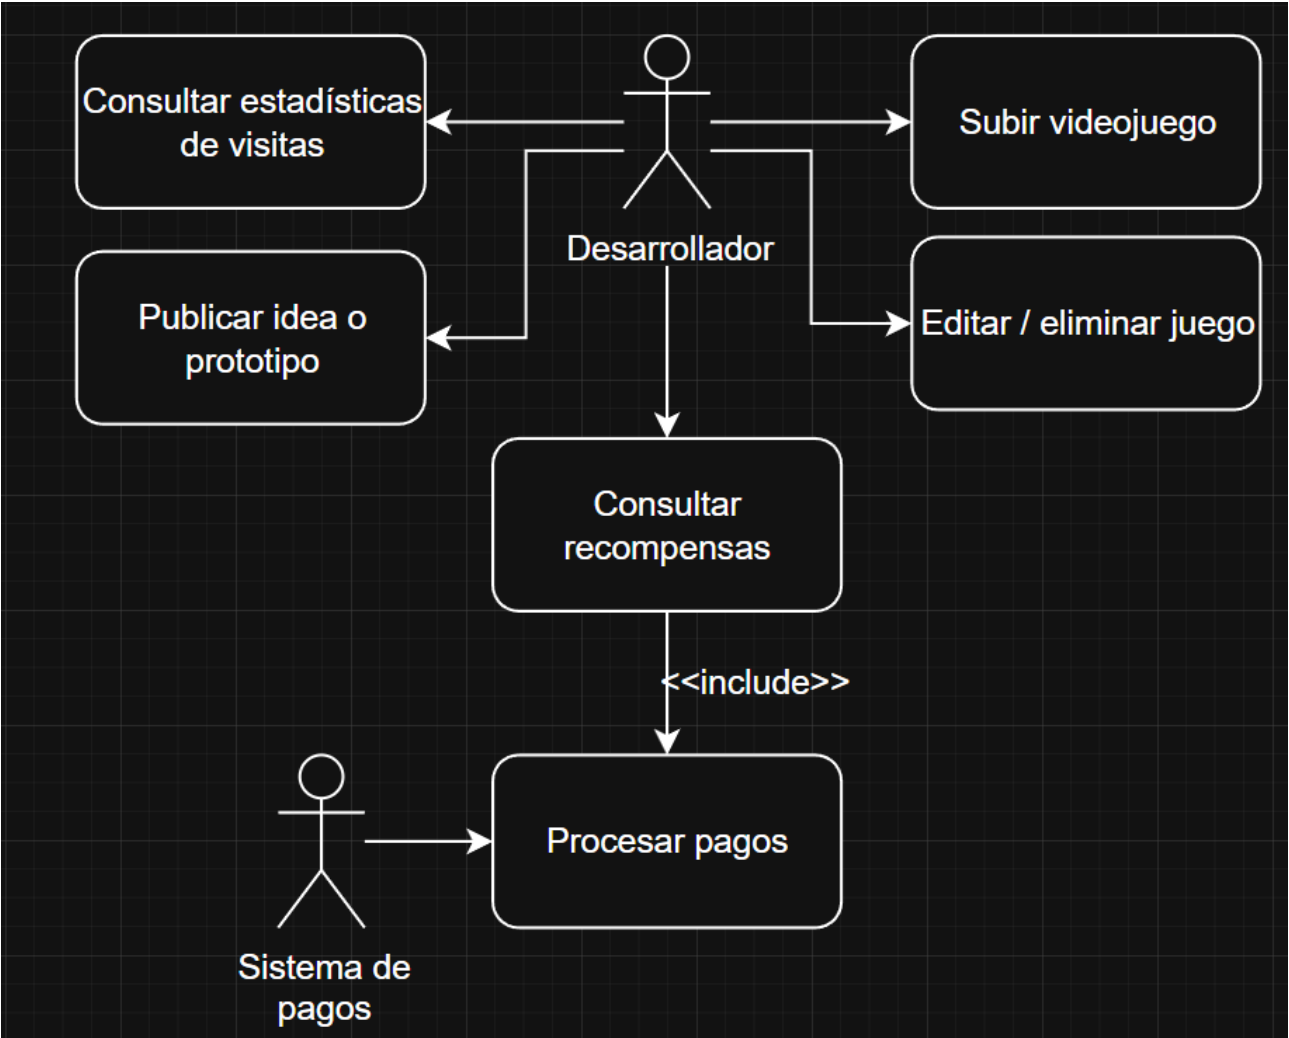 Consultar estadísticas
de visitas
Subir videojuego
Desarrollador
Publicar idea o
prototipo
Editar / eliminar juego
Consultar
recompensas
<<include>>
Procesar pagos
Sistema de
pagos